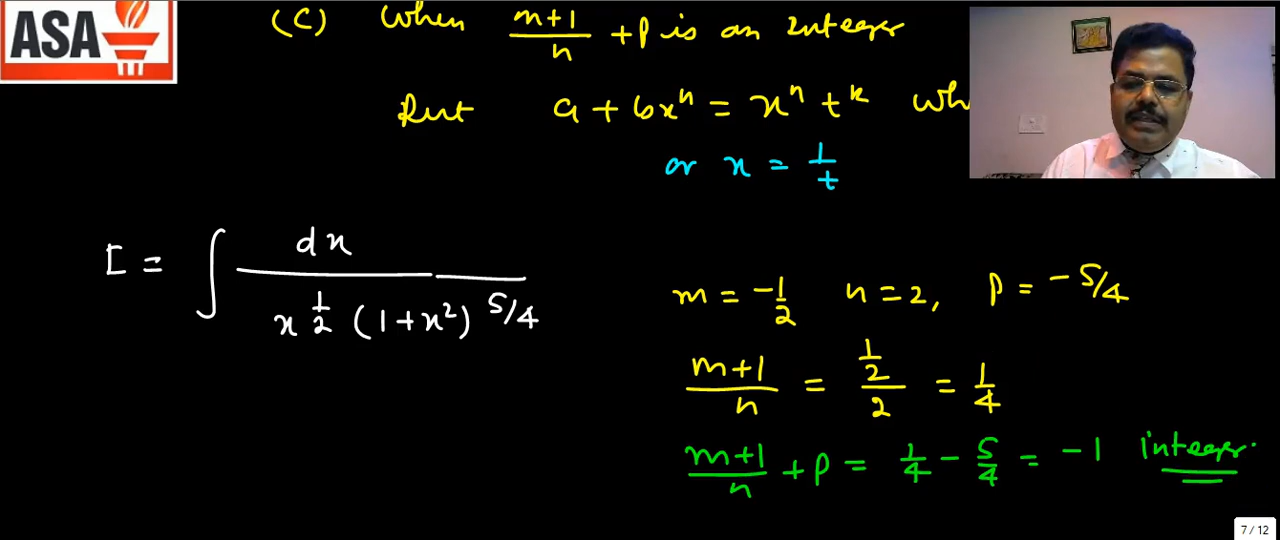 ASA
(C) When (m+1)/n + p is an Integer
Put a + bx^n = x^n t^k Wh
or x = 1/t
I = ∫ dx / (x^(1/2) (1+x^2)^(5/4))
m = -1/2 n = 2, p = -5/4
(m+1)/n = (1/2)/2 = 1/4
(m+1)/n + p = 1/4 - 5/4 = -1 integer.
7 / 12